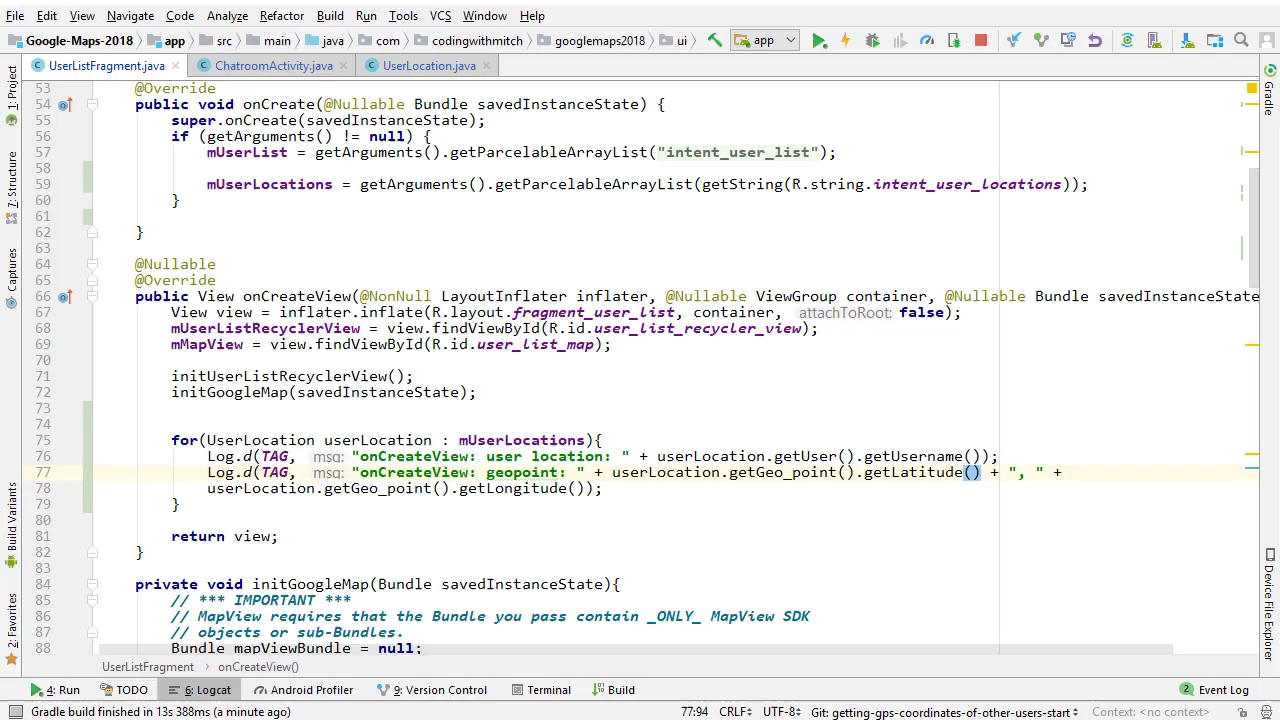 File Edit View Navigate Code Analyze Refactor Build Run Tools VCS Window Help
Google-Maps-2018 app src main java com codingwithmitch googlemaps2018 ui app
UserListFragment.java ChatroomActivity.java UserLocation.java
1: Project
7: Structure
Captures
Build Variants
2: Favorites
53 @Override
54 public void onCreate(@Nullable Bundle savedInstanceState) {
55 super.onCreate(savedInstanceState);
56 if (getArguments() != null) {
57 mUserList = getArguments().getParcelableArrayList("intent_user_list");
58
59 mUserLocations = getArguments().getParcelableArrayList(getString(R.string.intent_user_locations));
60 }
61
62 }
63
64 @Nullable
65 @Override
66 public View onCreateView(@NonNull LayoutInflater inflater, @Nullable ViewGroup container, @Nullable Bundle savedInstanceState
67 View view = inflater.inflate(R.layout.fragment_user_list, container, attachToRoot: false);
68 mUserListRecyclerView = view.findViewById(R.id.user_list_recycler_view);
69 mMapView = view.findViewById(R.id.user_list_map);
70
71 initUserListRecyclerView();
72 initGoogleMap(savedInstanceState);
73
74
75 for(UserLocation userLocation : mUserLocations){
76 Log.d(TAG, msg: "onCreateView: user location: " + userLocation.getUser().getUsername());
77 Log.d(TAG, msg: "onCreateView: geopoint: " + userLocation.getGeo_point().getLatitude() + ", " +
78 userLocation.getGeo_point().getLongitude());
79 }
80
81 return view;
82 }
83
84 private void initGoogleMap(Bundle savedInstanceState){
85 // *** IMPORTANT ***
86 // MapView requires that the Bundle you pass contain _ONLY_ MapView SDK
87 // objects or sub-Bundles.
88 Bundle mapViewBundle = null;
Gradle
Device File Explorer
UserListFragment › onCreateView()
4: Run TODO 6: Logcat Android Profiler 9: Version Control Terminal Build 2 Event Log
Gradle build finished in 13s 388ms (a minute ago) 77:94 CRLF÷ UTF-8÷ Git: getting-gps-coordinates-of-other-users-start Context: <no context>